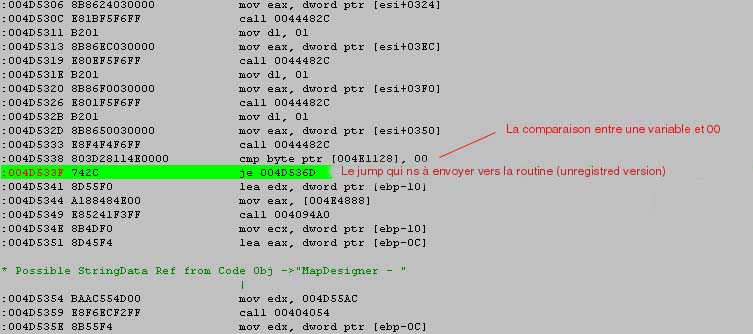 :004D5306 8B8624030000 mov eax, dword ptr [esi+0324]
:004D530C E81BF5F6FF call 0044482C
:004D5311 B201 mov dl, 01
:004D5313 8B86EC030000 mov eax, dword ptr [esi+03EC]
:004D5319 E80EF5F6FF call 0044482C
:004D531E B201 mov dl, 01
:004D5320 8B86F0030000 mov eax, dword ptr [esi+03F0]
:004D5326 E801F5F6FF call 0044482C
:004D532B B201 mov dl, 01
:004D532D 8B8650030000 mov eax, dword ptr [esi+0350]
:004D5333 E8F4F4F6FF call 0044482C
La comparaison entre une variable et 00
:004D5338 803D28114E0000 cmp byte ptr [004E1128], 00
:004D533F 742C je 004D536D Le jump qui ns à envoyer vers la routine (unregistred version)
:004D5341 8D55F0 lea edx, dword ptr [ebp-10]
:004D5344 A188484E00 mov eax, [004E4888]
:004D5349 E85241F3FF call 004094A0
:004D534E 8B4DF0 mov ecx, dword ptr [ebp-10]
:004D5351 8D45F4 lea eax, dword ptr [ebp-0C]
* Possible StringData Ref from Code Obj ->"MapDesigner - "
|
:004D5354 BAAC554D00 mov edx, 004D55AC
:004D5359 E8F6ECF2FF call 00404054
:004D535E 8B55F4 mov edx, dword ptr [ebp-0C]